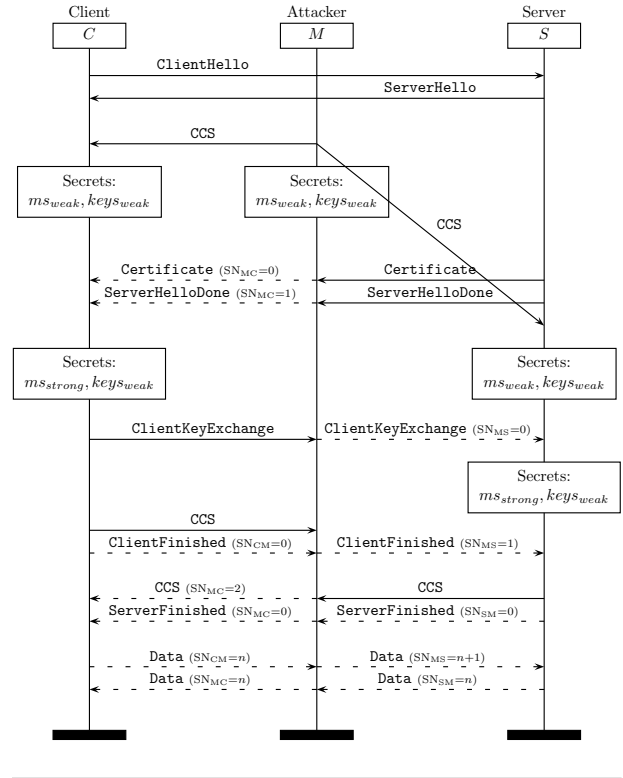 Client Attacker Server
C M S
ClientHello
ServerHello
CCS
Secrets: Secrets:
ms_weak, keys_weak ms_weak, keys_weak
CCS
Certificate (SN_MC=0) Certificate
ServerHelloDone (SN_MC=1) ServerHelloDone
Secrets: Secrets:
ms_strong, keys_weak ms_weak, keys_weak
ClientKeyExchange ClientKeyExchange (SN_MS=0)
Secrets:
ms_strong, keys_weak
CCS
ClientFinished (SN_CM=0) ClientFinished (SN_MS=1)
CCS (SN_MC=2) CCS
ServerFinished (SN_MC=0) ServerFinished (SN_SM=0)
Data (SN_CM=n) Data (SN_MS=n+1)
Data (SN_MC=n) Data (SN_SM=n)